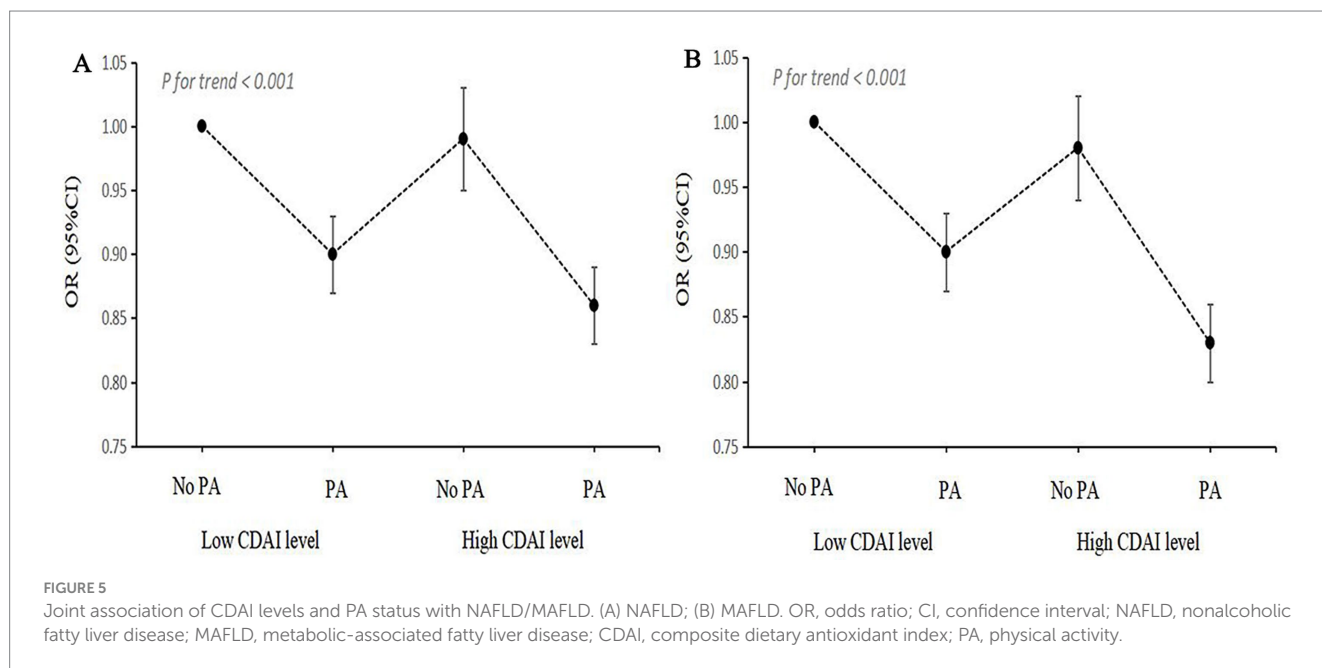 A
P for trend < 0.001
OR (95%CI)
1.05
1.00
0.95
0.90
0.85
0.80
0.75
No PA PA No PA PA
Low CDAI level High CDAI level
B
P for trend < 0.001
OR (95%CI)
1.05
1.00
0.95
0.90
0.85
0.80
0.75
No PA PA No PA PA
Low CDAI level High CDAI level
FIGURE 5
Joint association of CDAI levels and PA status with NAFLD/MAFLD. (A) NAFLD; (B) MAFLD. OR, odds ratio; CI, confidence interval; NAFLD, nonalcoholic
fatty liver disease; MAFLD, metabolic-associated fatty liver disease; CDAI, composite dietary antioxidant index; PA, physical activity.